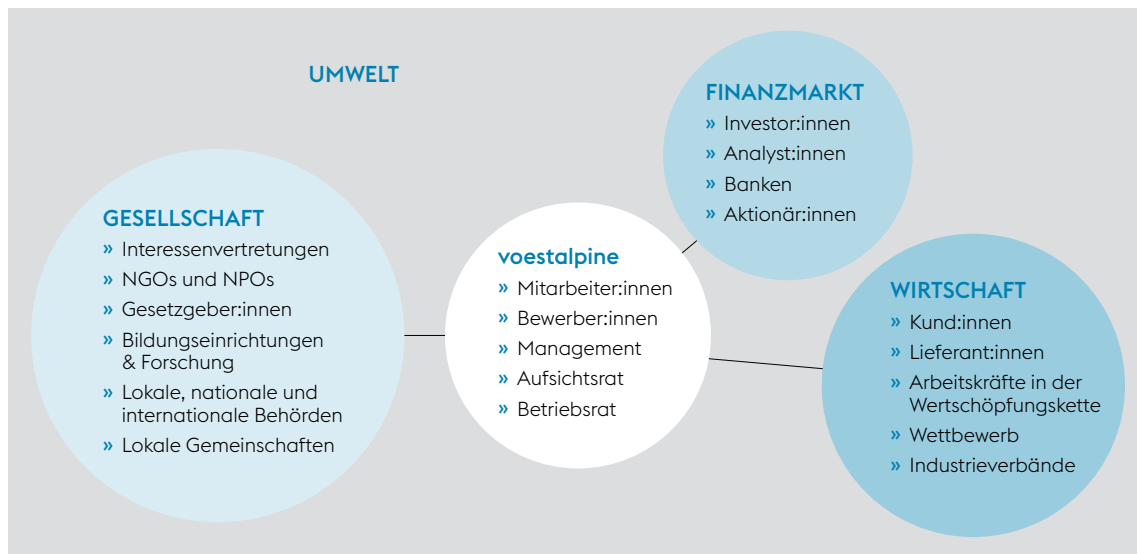 UMWELT
FINANZMARKT
» Investor:innen
» Analyst:innen
» Banken
» Aktionär:innen
GESELLSCHAFT
» Interessenvertretungen
» NGOs und NPOs
» Gesetzgeber:innen
» Bildungseinrichtungen
& Forschung
» Lokale, nationale und
internationale Behörden
» Lokale Gemeinschaften
voestalpine
» Mitarbeiter:innen
» Bewerber:innen
» Management
» Aufsichtsrat
» Betriebsrat
WIRTSCHAFT
» Kund:innen
» Lieferant:innen
» Arbeitskräfte in der
Wertschöpfungskette
» Wettbewerb
» Industrieverbände